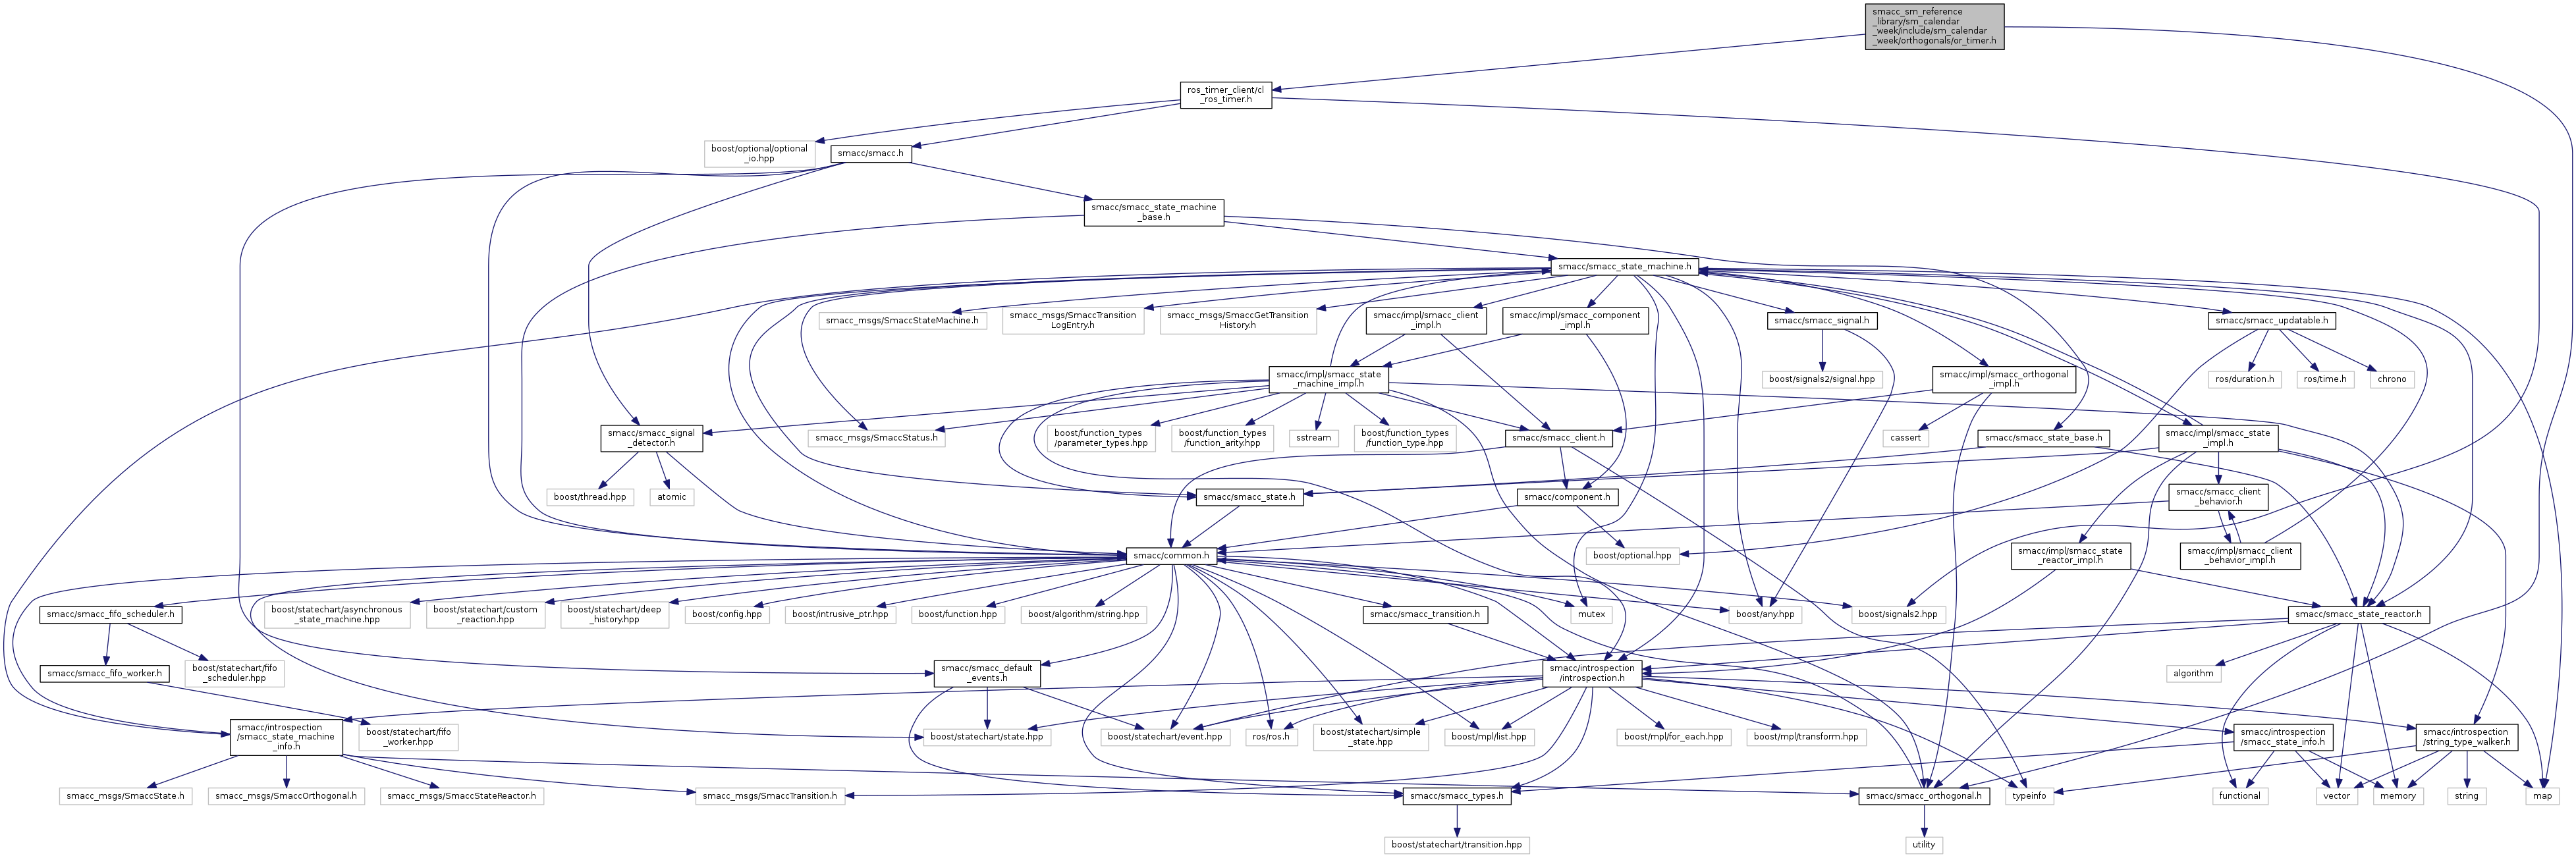 smacc_sm_reference
_library/sm_calendar
_week/include/sm_calendar
_week/orthogonals/or_timer.h
ros_timer_client/cl
_ros_timer.h
boost/optional/optional
_io.hpp
smacc/smacc.h
smacc/smacc_state_machine
_base.h
smacc/smacc_state_machine.h
smacc_msgs/SmaccStateMachine.h
smacc_msgs/SmaccTransition
LogEntry.h
smacc_msgs/SmaccGetTransition
History.h
smacc/impl/smacc_client
_impl.h
smacc/impl/smacc_component
_impl.h
smacc/smacc_signal.h
smacc/smacc_updatable.h
smacc/impl/smacc_state
_machine_impl.h
boost/signals2/signal.hpp
smacc/impl/smacc_orthogonal
_impl.h
ros/duration.h
ros/time.h
chrono
smacc/smacc_signal
_detector.h
smacc_msgs/SmaccStatus.h
boost/function_types
/parameter_types.hpp
boost/function_types
/function_arity.hpp
sstream
boost/function_types
/function_type.hpp
smacc/smacc_client.h
cassert
smacc/smacc_state_base.h
smacc/impl/smacc_state
_impl.h
boost/thread.hpp
atomic
smacc/smacc_state.h
smacc/component.h
smacc/smacc_client
_behavior.h
smacc/common.h
boost/optional.hpp
smacc/impl/smacc_state
_reactor_impl.h
smacc/impl/smacc_client
_behavior_impl.h
smacc/smacc_fifo_scheduler.h
boost/statechart/asynchronous
_state_machine.hpp
boost/statechart/custom
_reaction.hpp
boost/statechart/deep
_history.hpp
boost/config.hpp
boost/intrusive_ptr.hpp
boost/function.hpp
boost/algorithm/string.hpp
smacc/smacc_transition.h
mutex
boost/any.hpp
boost/signals2.hpp
smacc/smacc_state_reactor.h
smacc/smacc_fifo_worker.h
boost/statechart/fifo
_scheduler.hpp
smacc/smacc_default
_events.h
smacc/introspection
/introspection.h
algorithm
smacc/introspection
/smacc_state_machine
_info.h
boost/statechart/fifo
_worker.hpp
boost/statechart/state.hpp
boost/statechart/event.hpp
ros/ros.h
boost/statechart/simple
_state.hpp
boost/mpl/list.hpp
boost/mpl/for_each.hpp
boost/mpl/transform.hpp
smacc/introspection
/smacc_state_info.h
smacc/introspection
/string_type_walker.h
smacc_msgs/SmaccState.h
smacc_msgs/SmaccOrthogonal.h
smacc_msgs/SmaccStateReactor.h
smacc_msgs/SmaccTransition.h
smacc/smacc_types.h
smacc/smacc_orthogonal.h
typeinfo
functional
vector
memory
string
map
boost/statechart/transition.hpp
utility